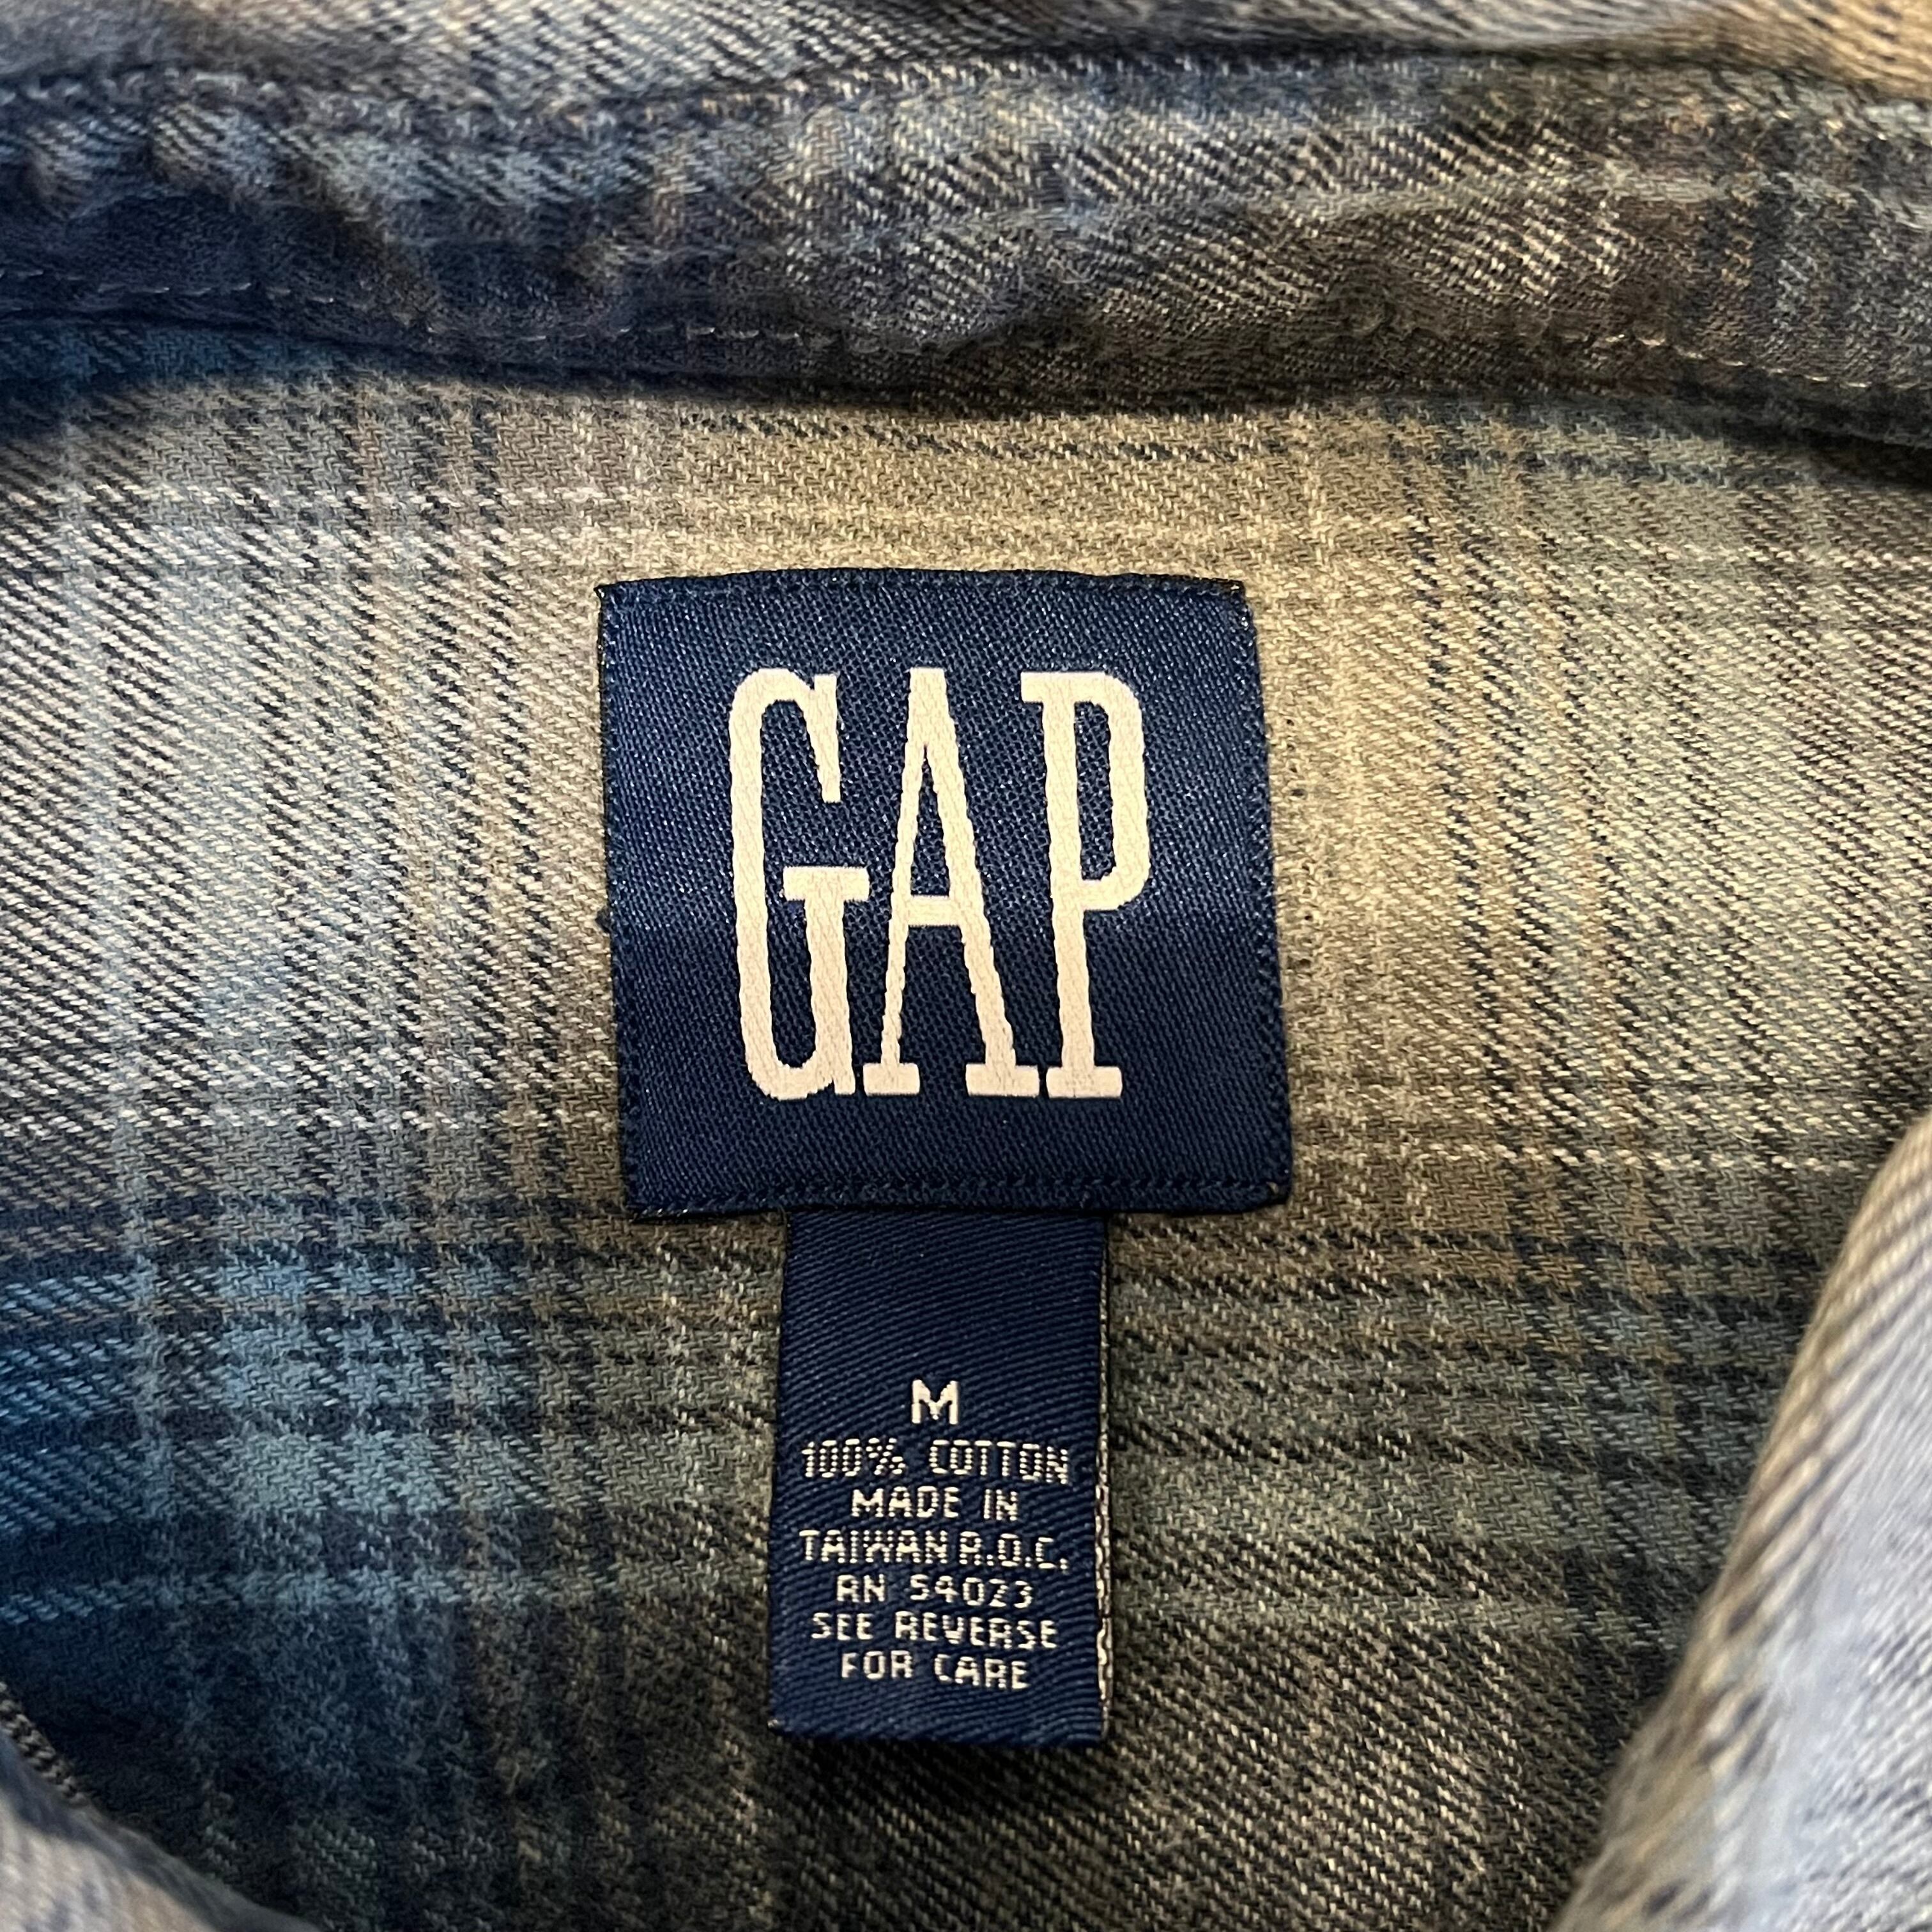 GAP
M
100% COTTON
MADE IN
TAIWAN R.O.C.
RN 54023
SEE REVERSE
FOR CARE